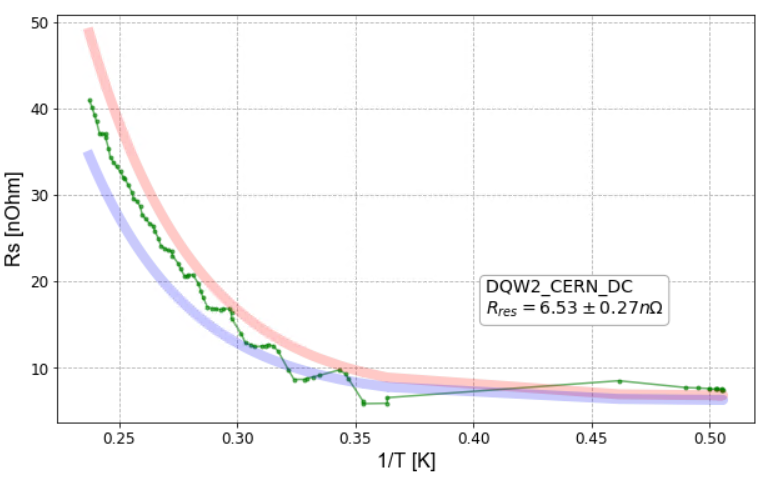 50
40
30
20
10
Rs [nOhm]
DQW2_CERN_DC
R_res = 6.53 ± 0.27nΩ
0.25 0.30 0.35 0.40 0.45 0.50
1/T [K]